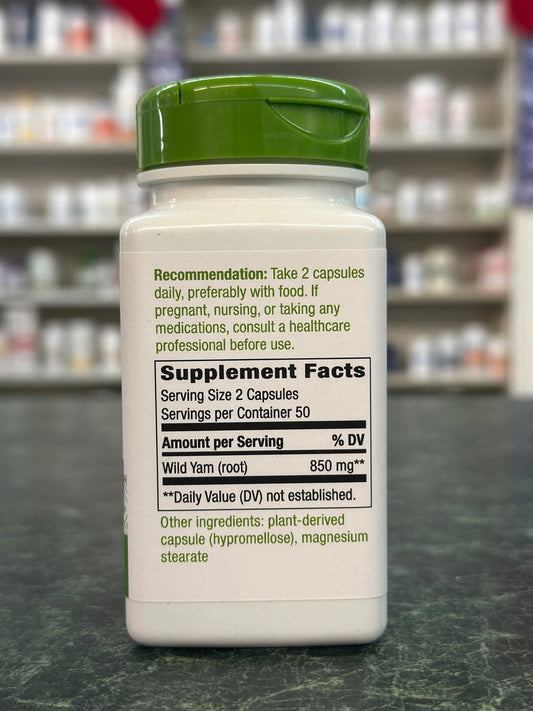 Recommendation: Take 2 capsules
daily, preferably with food. If
pregnant, nursing, or taking any
medications, consult a healthcare
professional before use.
Supplement Facts
Serving Size 2 Capsules
Servings per Container 50
Amount per Serving % DV
Wild Yam (root) 850 mg**
**Daily Value (DV) not established.
Other ingredients: plant-derived
capsule (hypromellose), magnesium
stearate